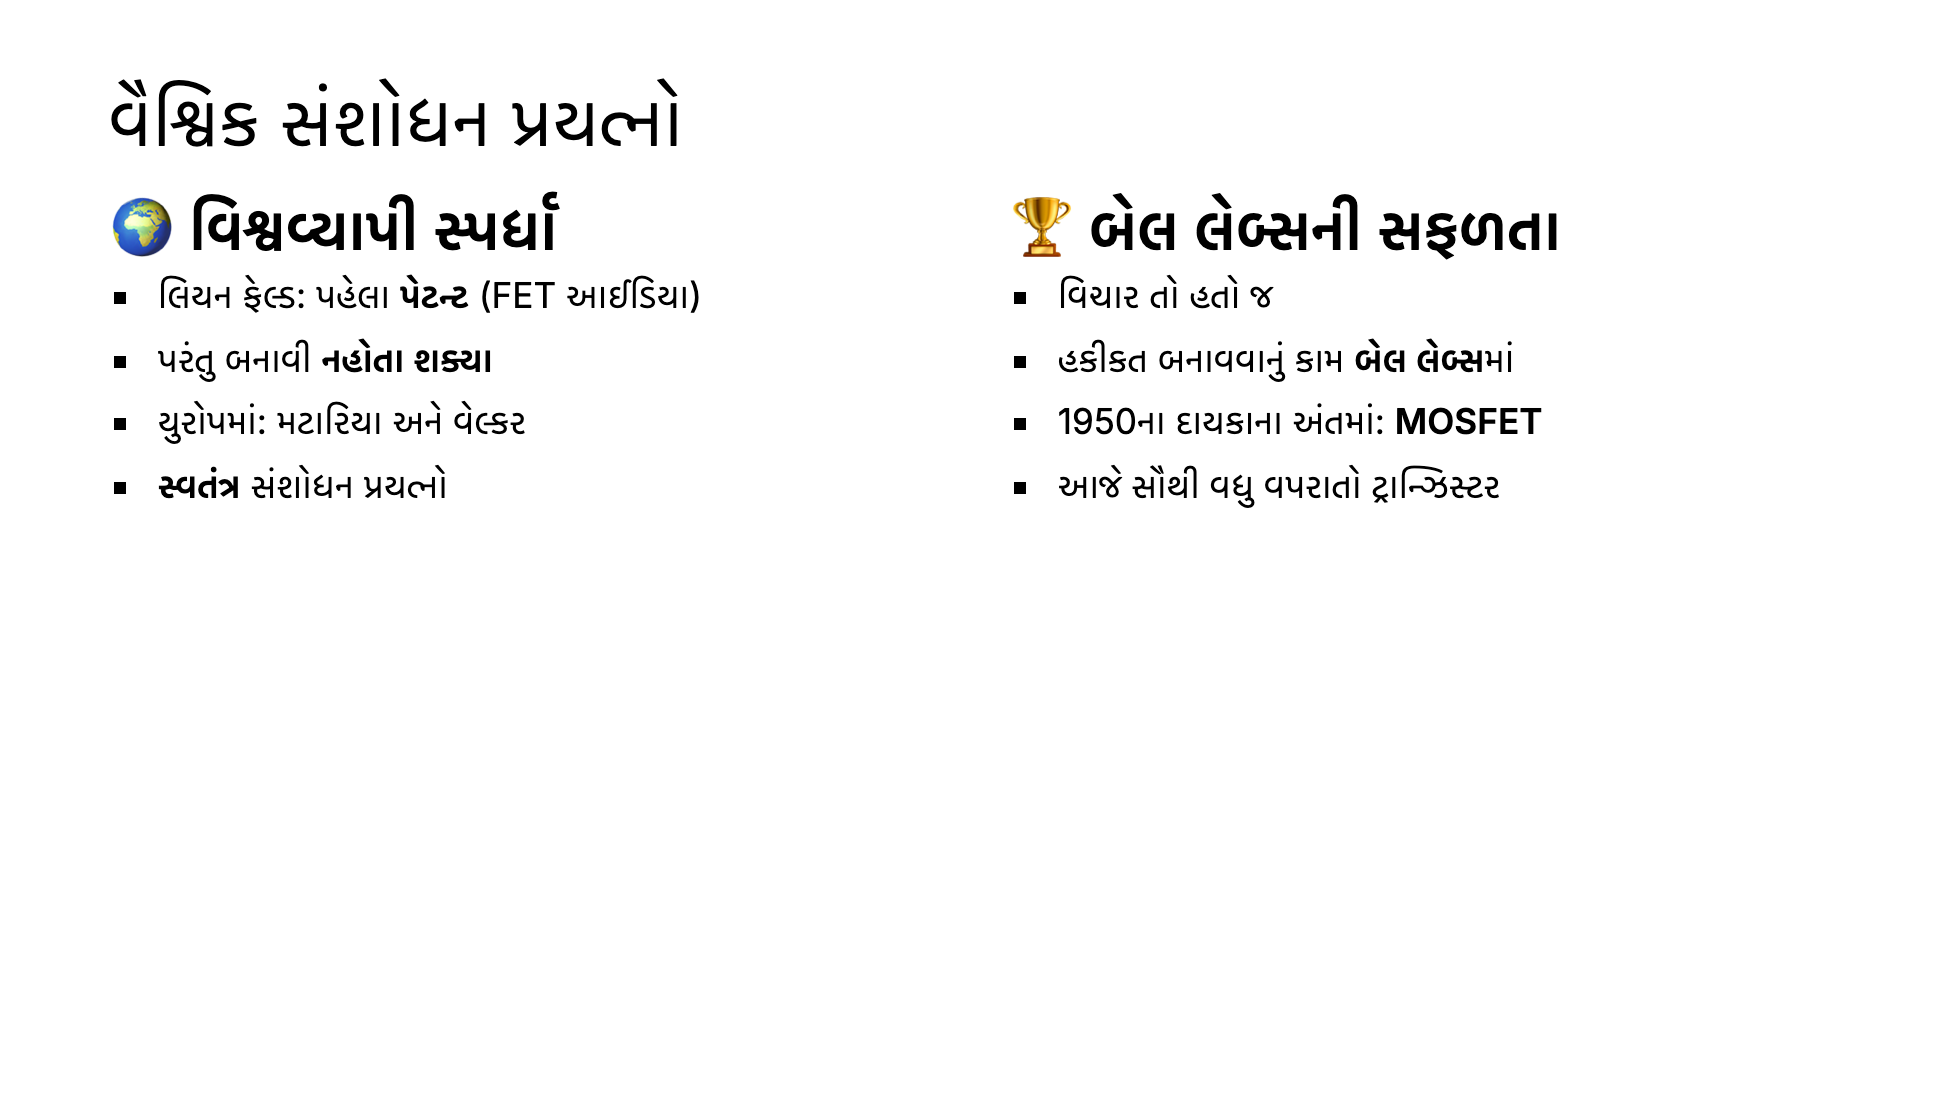 વૈશ્વિક સંશોધન પ્રયત્નો
🌍 વિશ્વવ્યાપી સ્પર્ધા
લિયન ફેલ્ડ: પહેલા પેટન્ટ (FET આઈડિયા)
પરંતુ બનાવી નહોતા શક્યા
યુરોપમાં: મટારિયા અને વેલ્કર
સ્વતંત્ર સંશોધન પ્રયત્નો
🏆 બેલ લેબ્સની સફળતા
વિચાર તો હતો જ
હકીકત બનાવવાનું કામ બેલ લેબ્સમાં
1950ના દાયકાના અંતમાં: MOSFET
આજે સૌથી વધુ વપરાતો ટ્રાન્ઝિસ્ટર